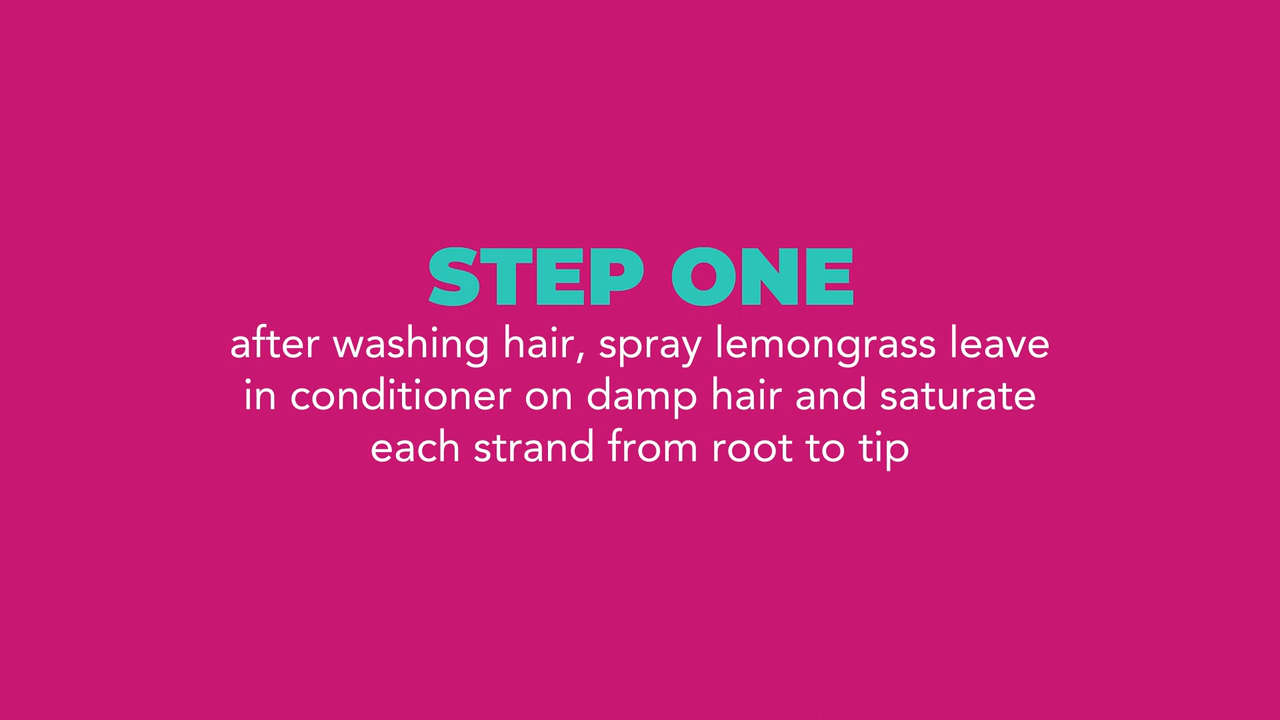 STEP ONE
after washing hair, spray lemongrass leave
in conditioner on damp hair and saturate
each strand from root to tip